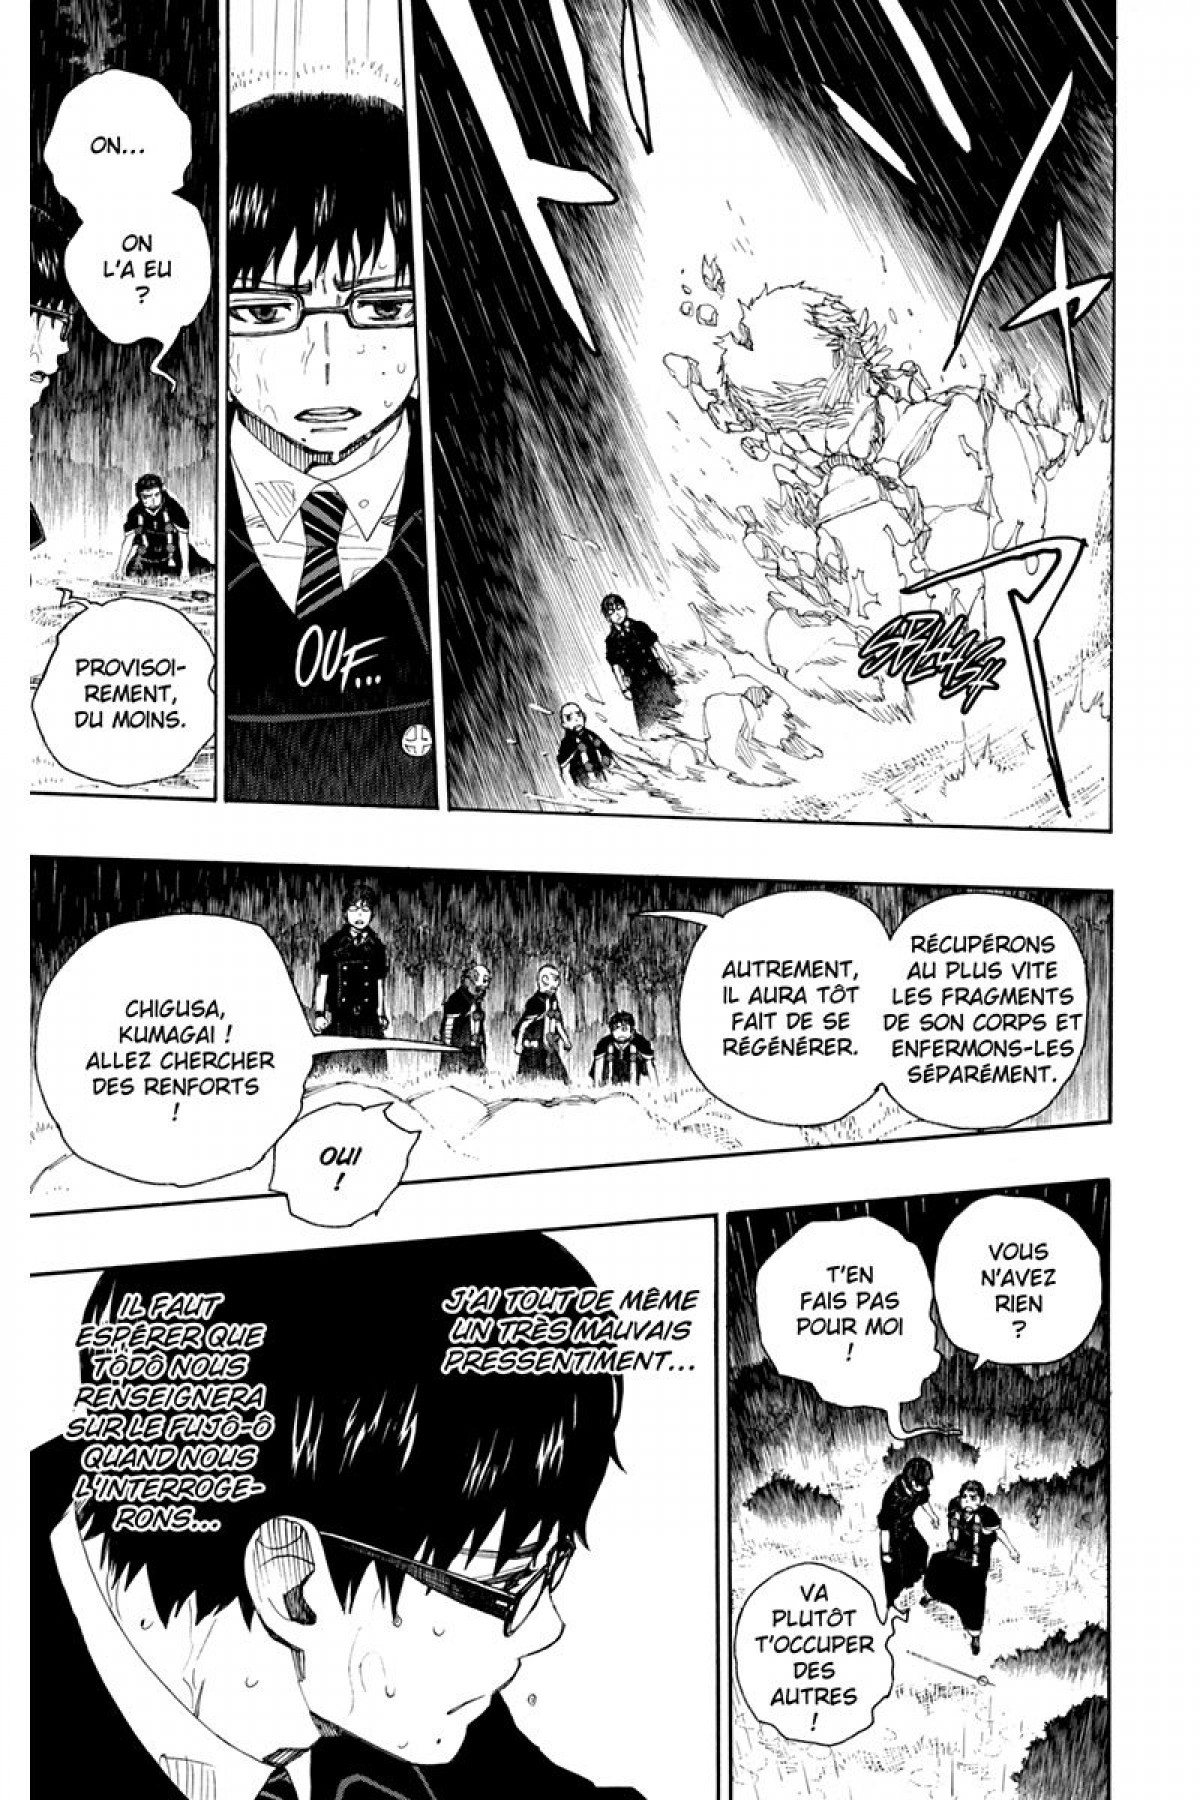 SPLAASH
OUF...
ON...
ON
L'A EU
?
PROVISOI-
REMENT,
DU MOINS.
RÉCUPÉRONS
AU PLUS VITE
LES FRAGMENTS
DE SON CORPS ET
ENFERMONS-LES
SÉPARÉMENT.
AUTREMENT,
IL AURA TÔT
FAIT DE SE
RÉGÉNÉRER.
CHIGUSA,
KUMAGAI !
ALLEZ CHERCHER
DES RENFORTS
!
OUI
!
VOUS
N'AVEZ
RIEN
?
T'EN
FAIS PAS
POUR MOI
!
VA
PLUTÔT
T'OCCUPER
DES
AUTRES
!
J'AI TOUT DE MÊME
UN TRÈS MAUVAIS
PRESSENTIMENT...
IL FAUT
ESPÉRER QUE
TÔDÔ NOUS
RENSEIGNERA
SUR LE FUJÔ-Ô
QUAND NOUS
L'INTERROGE-
RONS...